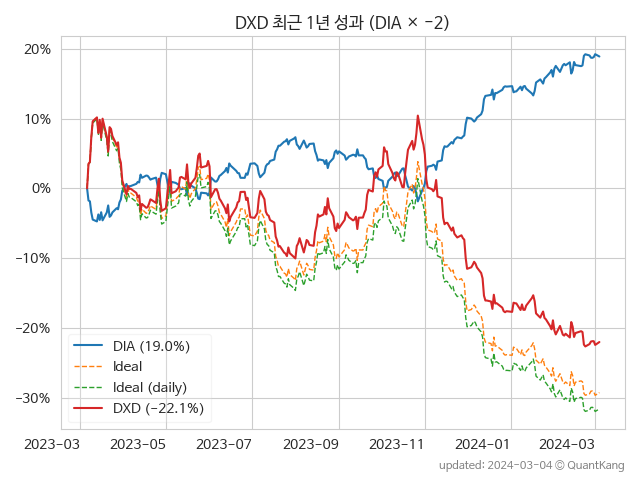 DXD 최근 1년 성과 (DIA × −2)
20%
10%
0%
−10%
−20%
−30%
DIA (19.0%)
Ideal
Ideal (daily)
DXD (−22.1%)
2023−03 2023−05 2023−07 2023−09 2023−11 2024−01 2024−03
updated: 2024−03−04 © QuantKang